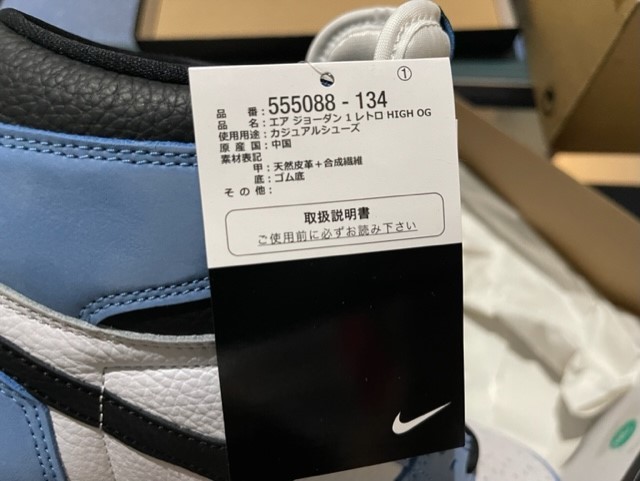 ①
品番：555088 - 134
品名：エア ジョーダン 1 レトロ HIGH OG
使用用途：カジュアルシューズ
原産国：中国
素材表記
甲：天然皮革＋合成繊維
底：ゴム底
その他：
取扱説明書
ご使用前に必ずお読み下さい